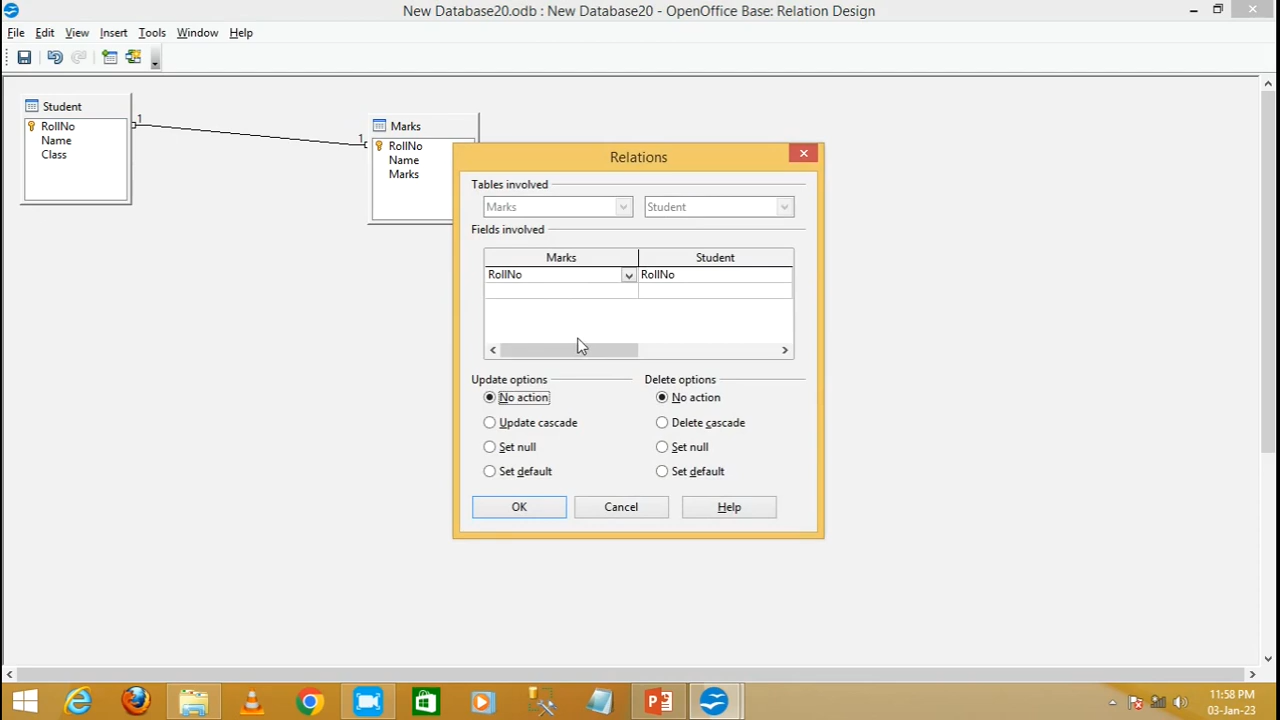 New Database20.odb : New Database20 - OpenOffice Base: Relation Design
File Edit View Insert Tools Window Help
Student
RollNo
Name
Class
1
1
Marks
RollNo
Name
Marks
Relations
Tables involved
Marks Student
Fields involved
Marks Student
RollNo RollNo
Update options Delete options
No action No action
Update cascade Delete cascade
Set null Set null
Set default Set default
OK Cancel Help
11:58 PM
03-Jan-23